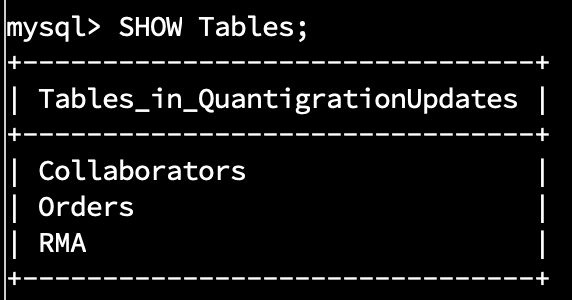 mysql> SHOW Tables;
+--------------------------------+
| Tables_in_QuantigrationUpdates |
+--------------------------------+
| Collaborators                  |
| Orders                         |
| RMA                            |
+--------------------------------+